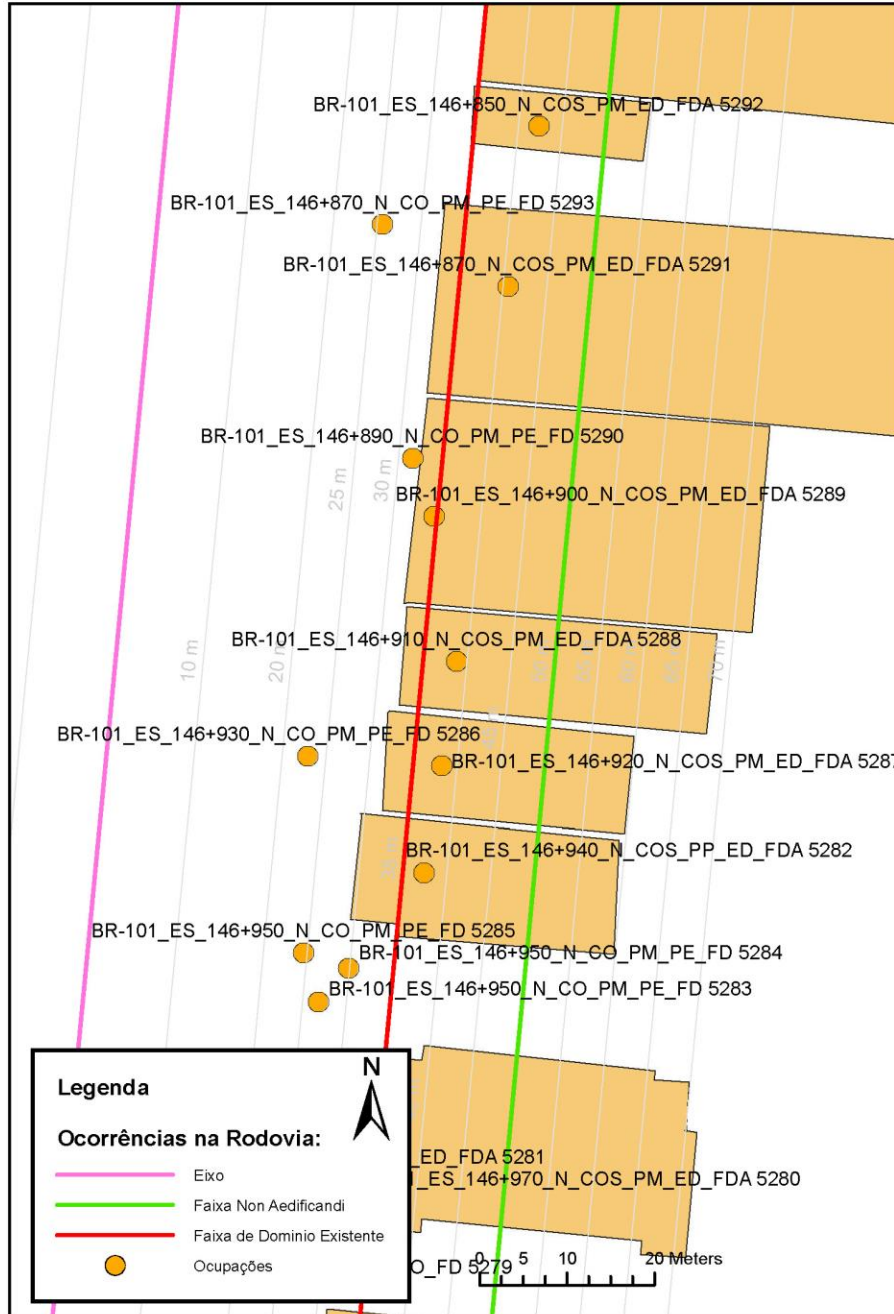 BR-101_ES_146+850_N_COS_PM_ED_FDA 5292
BR-101_ES_146+870_N_CO_PM_PE_FD 5293
BR-101_ES_146+870_N_COS_PM_ED_FDA 5291
BR-101_ES_146+890_N_CO_PM_PE_FD 5290
25 m
30 m
BR-101_ES_146+900_N_COS_PM_ED_FDA 5289
BR-101_ES_146+910_N_COS_PM_ED_FDA 5288
10 m
20 m
70 m
BR-101_ES_146+930_N_CO_PM_PE_FD 5286
BR-101_ES_146+920_N_COS_PM_ED_FDA 5287
BR-101_ES_146+940_N_COS_PP_ED_FDA 5282
BR-101_ES_146+950_N_CO_PM_PE_FD 5285
BR-101_ES_146+950_N_CO_PM_PE_FD 5284
BR-101_ES_146+950_N_CO_PM_PE_FD 5283
Legenda
N
Ocorrências na Rodovia:
Eixo
Faixa Non Aedificandi
Faixa de Dominio Existente
Ocupações
_ED_FDA 5281
_ES_146+970_N_COS_PM_ED_FDA 5280
O_FD 5279
0 5 10 20 Meters